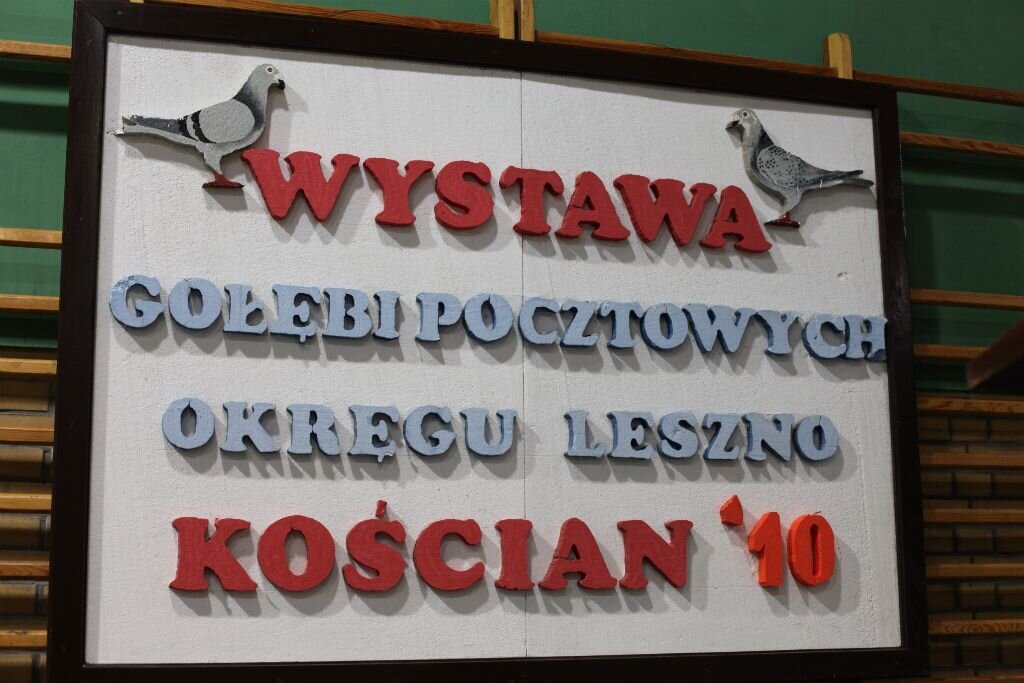 WYSTAWA
GOŁĘBI POCZTOWYCH
OKRĘGU LESZNO
KOŚCIAN '10